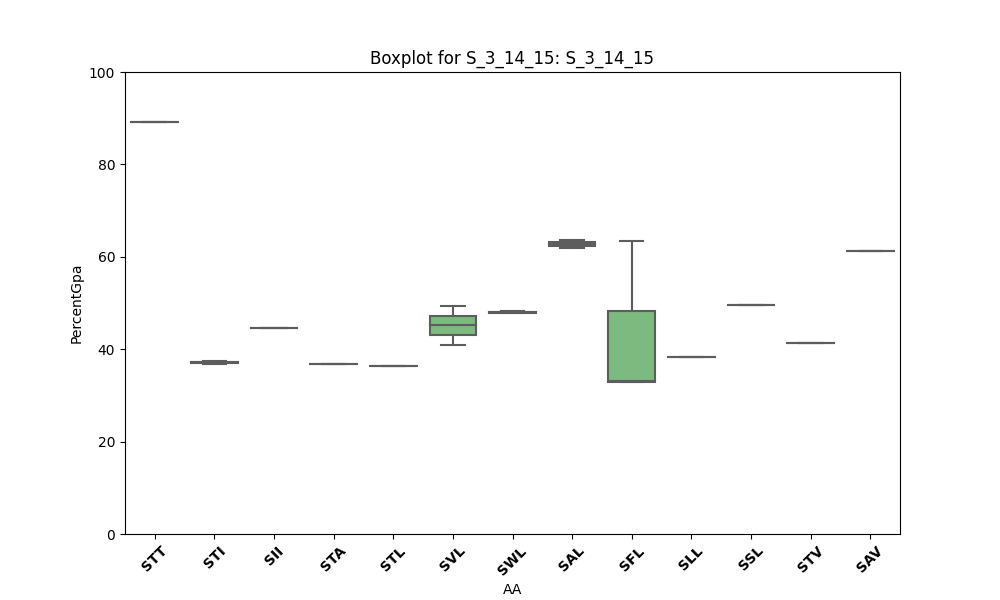 Boxplot for S_3_14_15: S_3_14_15
100
80
60
40
20
0
PercentGpa
STT STI SII STA STL SVL SWL SAL SFL SLL SSL STV SAV
AA